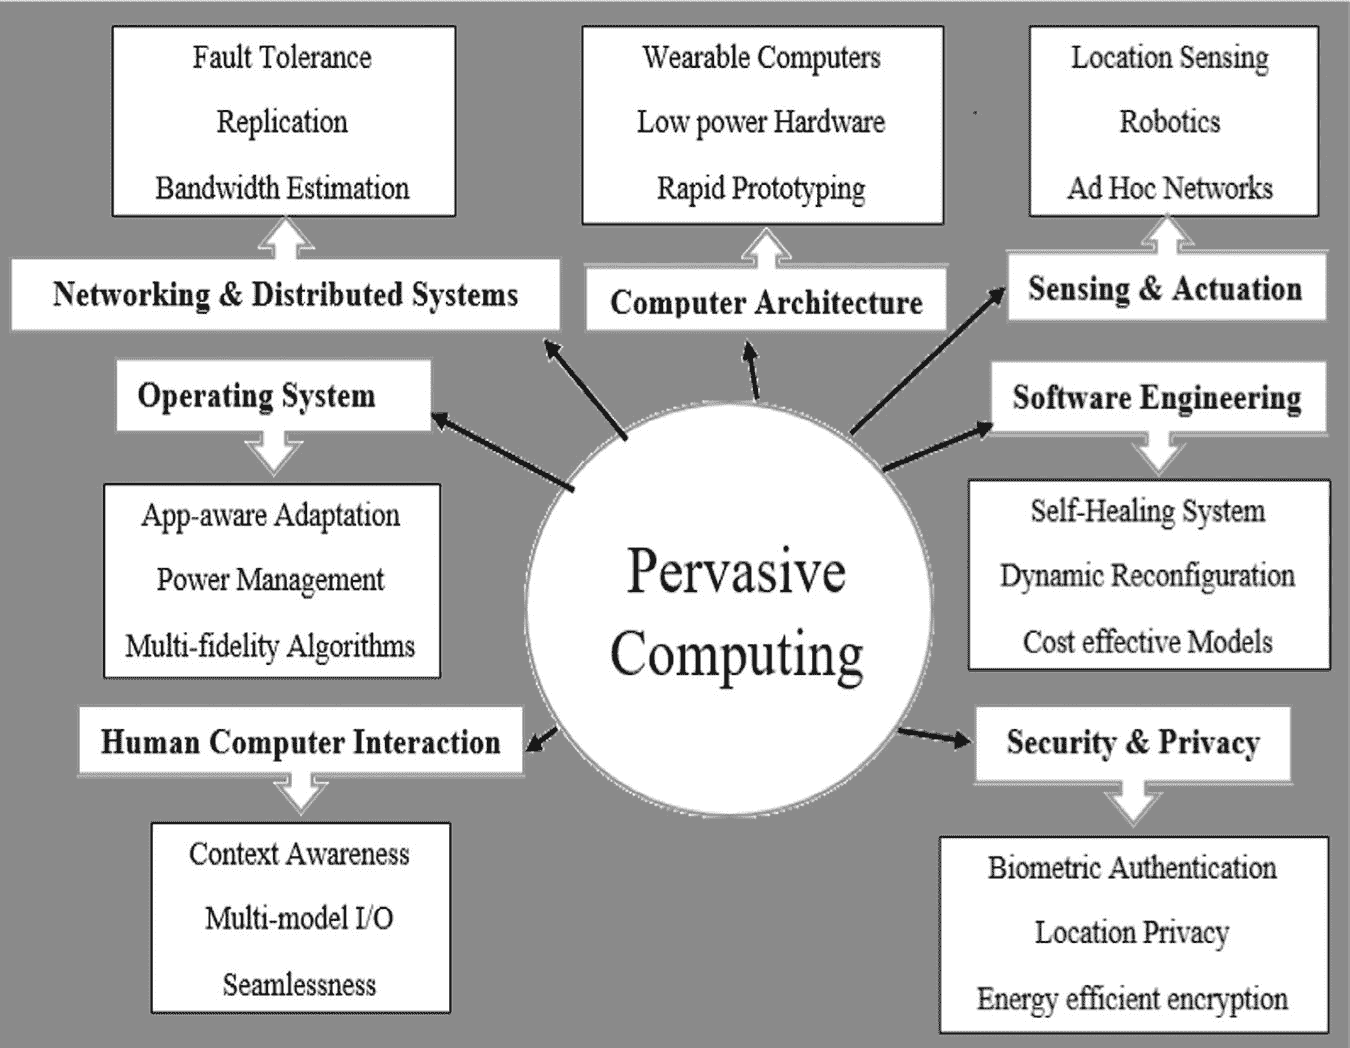 Fault Tolerance
Replication
Bandwidth Estimation
Wearable Computers
Low power Hardware
Rapid Prototyping
Location Sensing
Robotics
Ad Hoc Networks
Networking & Distributed Systems
Computer Architecture
Sensing & Actuation
Operating System
Software Engineering
App-aware Adaptation
Power Management
Multi-fidelity Algorithms
Pervasive
Computing
Self-Healing System
Dynamic Reconfiguration
Cost effective Models
Human Computer Interaction
Security & Privacy
Context Awareness
Multi-model I/O
Seamlessness
Biometric Authentication
Location Privacy
Energy efficient encryption